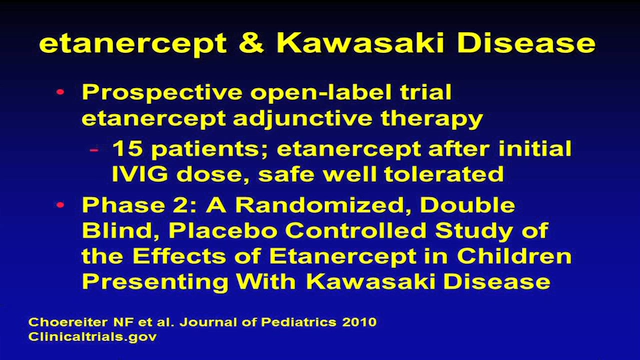 etanercept & Kawasaki Disease
• Prospective open-label trial
etanercept adjunctive therapy
- 15 patients; etanercept after initial
IVIG dose, safe well tolerated
• Phase 2: A Randomized, Double
Blind, Placebo Controlled Study of
the Effects of Etanercept in Children
Presenting With Kawasaki Disease
Choereiter NF et al. Journal of Pediatrics 2010
Clinicaltrials.gov